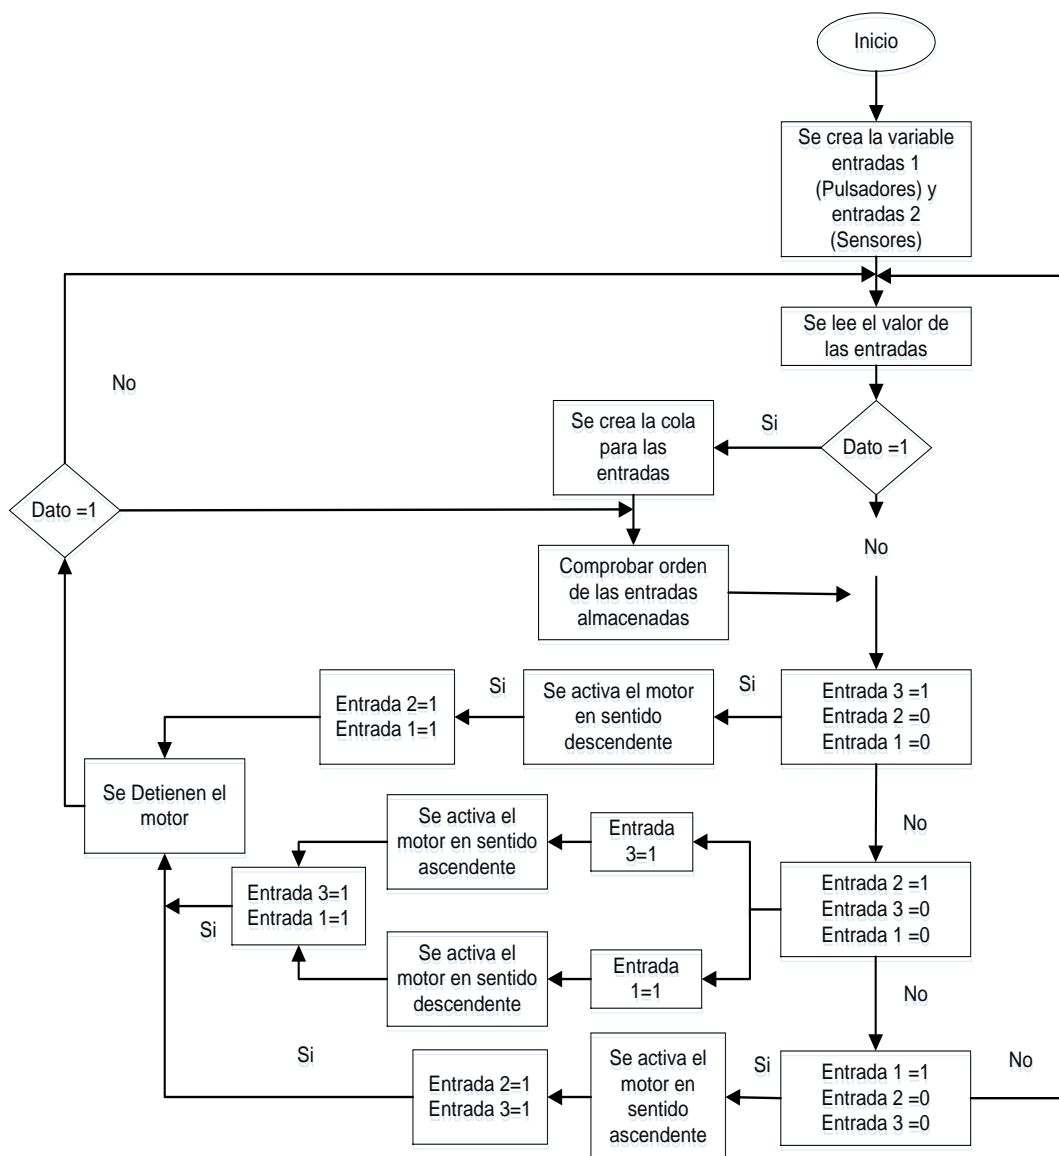 Inicio
Se crea la variable
entradas 1
(Pulsadores) y
entradas 2
(Sensores)
Se lee el valor de
las entradas
No
Se crea la cola
para las
entradas
Si
Dato =1
Dato =1
No
Comprobar orden
de las entradas
almacenadas
Entrada 3 =1
Entrada 2 =0
Entrada 1 =0
Si
Se activa el motor
en sentido
descendente
Si
Entrada 2=1
Entrada 1=1
Se Detienen el
motor
No
Se activa el
motor en sentido
ascendente
Entrada
3=1
Entrada 2 =1
Entrada 3 =0
Entrada 1 =0
Entrada 3=1
Entrada 1=1
Si
Se activa el
motor en sentido
descendente
Entrada
1=1
No
Si
Entrada 2=1
Entrada 3=1
Se activa el
motor en
sentido
ascendente
Si
Entrada 1 =1
Entrada 2 =0
Entrada 3 =0
No